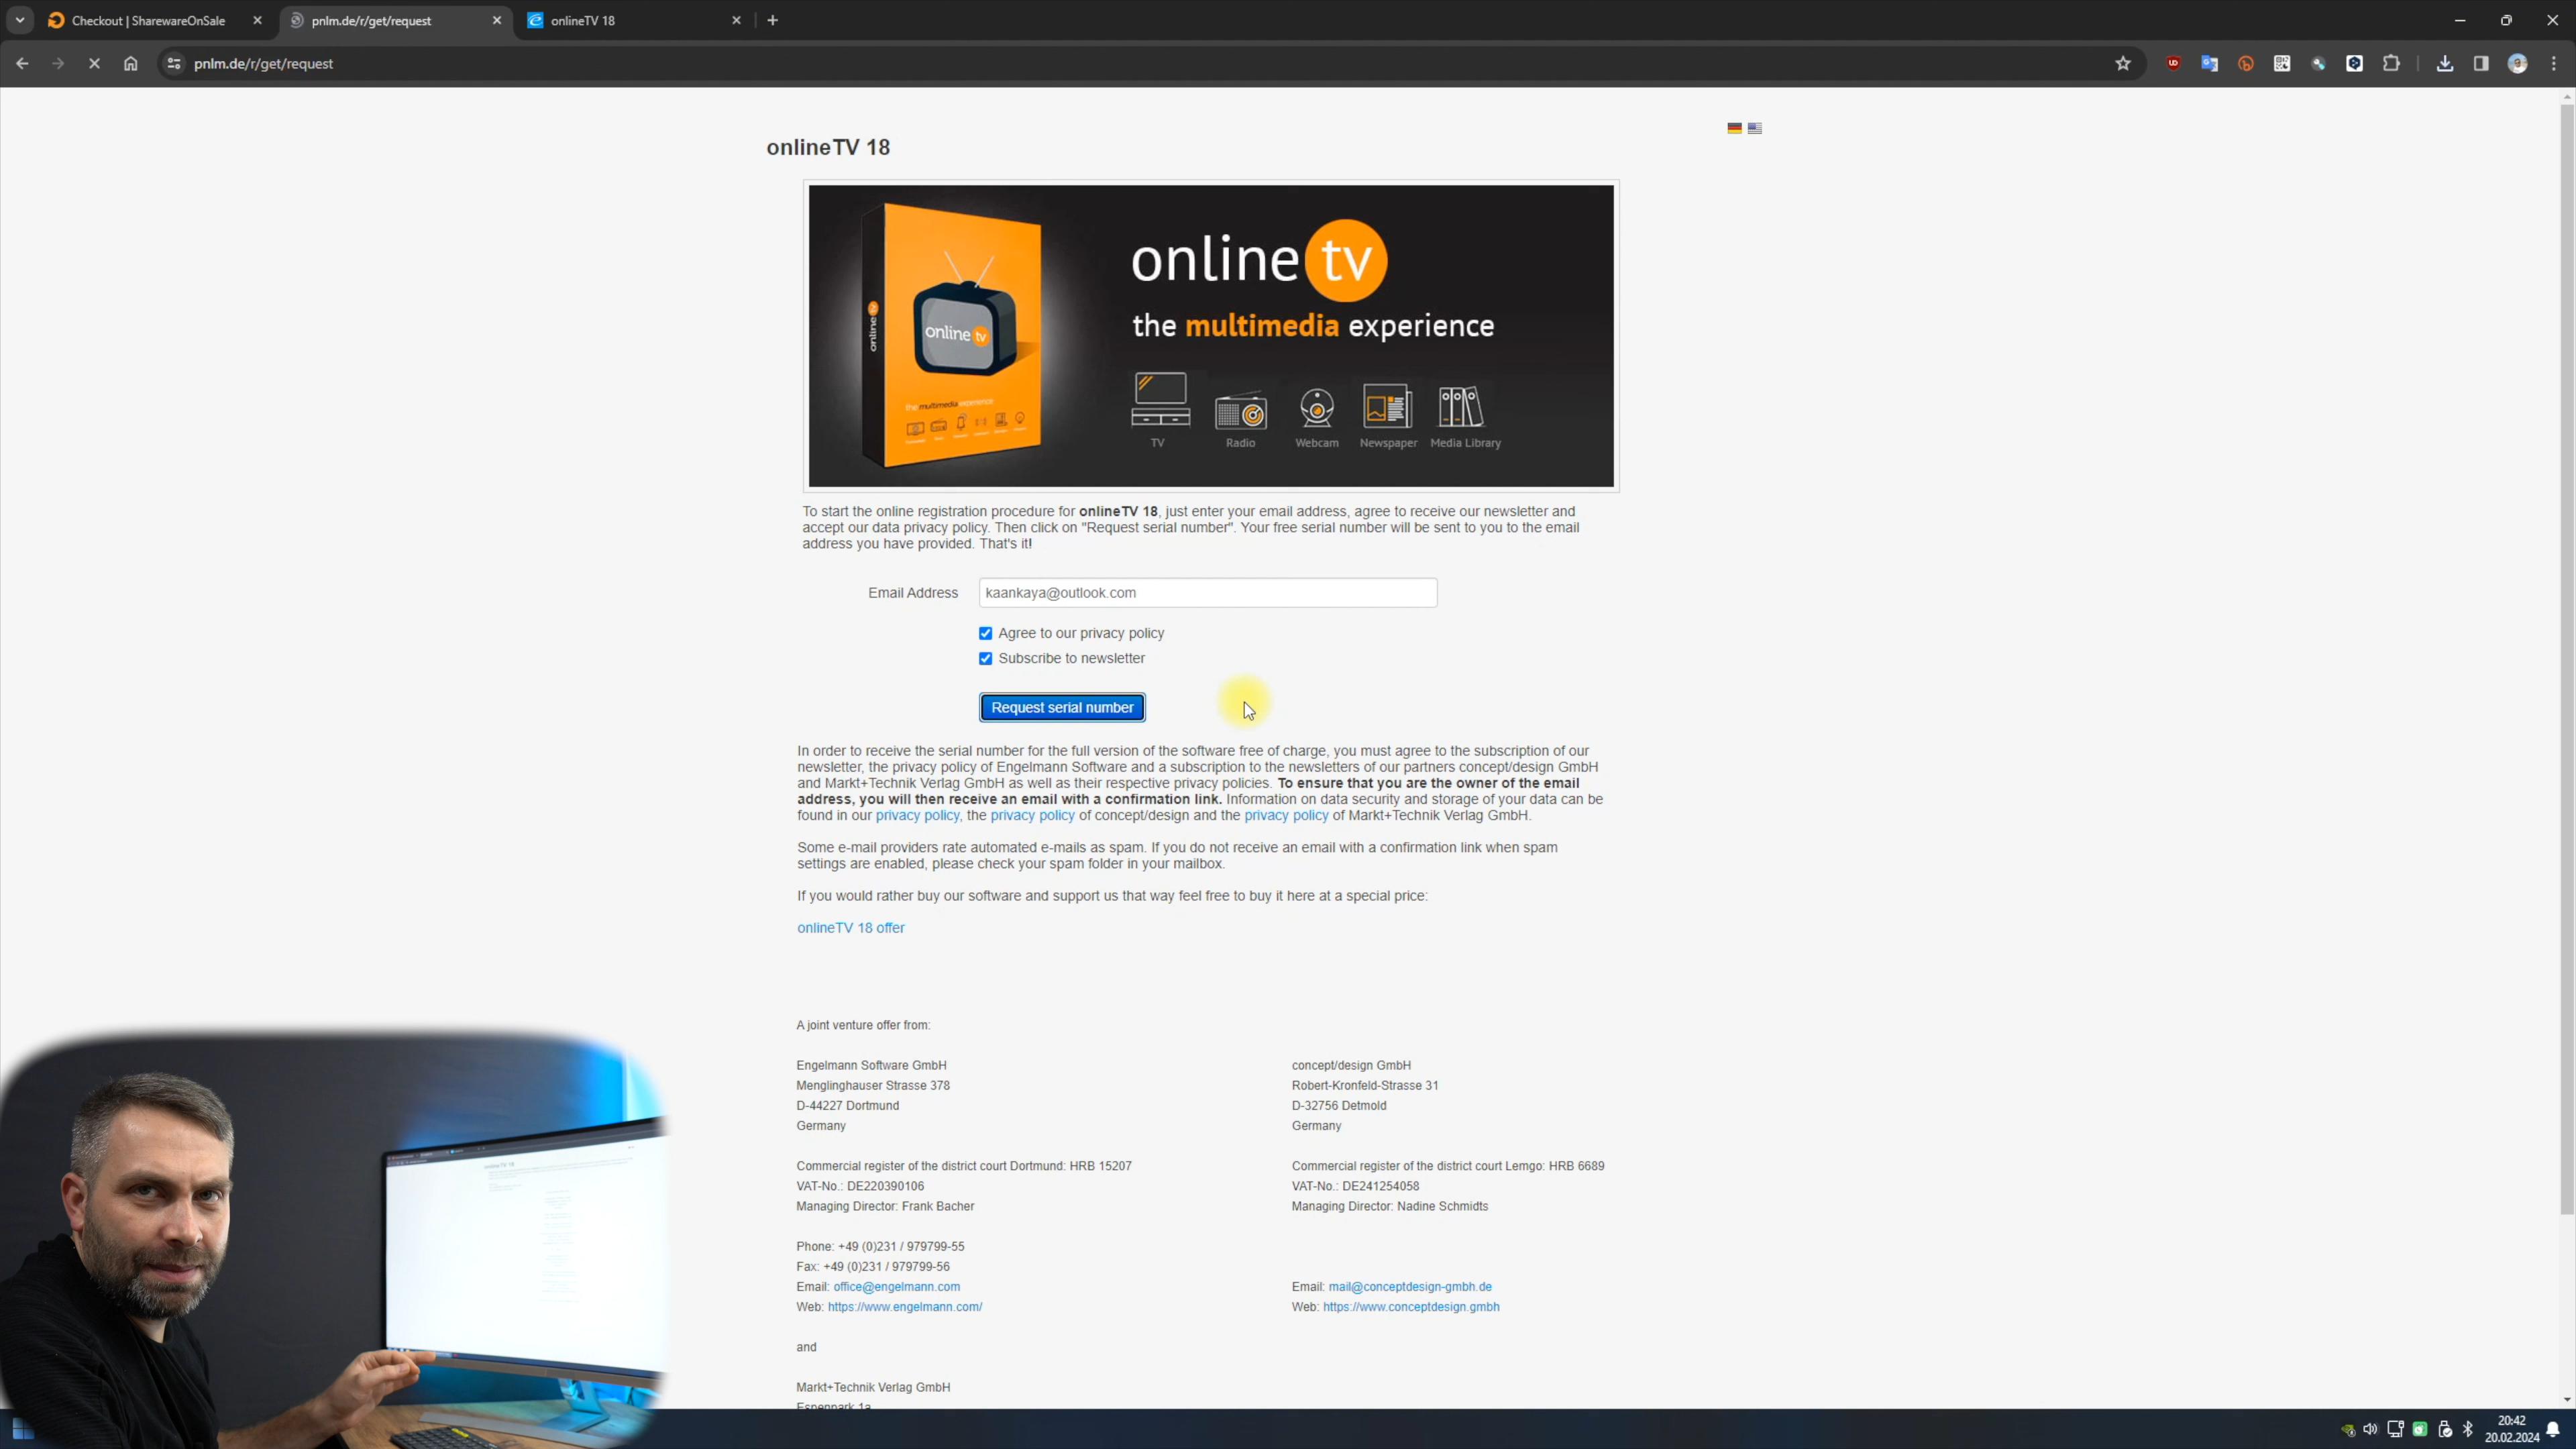 Checkout | SharewareOnSale
pnlm.de/r/get/request
onlineTV 18
pnlm.de/r/get/request
onlineTV 18
online tv
online tv
the multimedia experience
online tv
the multimedia experience
TV
Radio
Webcam
Newspaper
Media Library
To start the online registration procedure for onlineTV 18, just enter your email address, agree to receive our newsletter and
accept our data privacy policy. Then click on "Request serial number". Your free serial number will be sent to you to the email
address you have provided. That's it!
Email Address
kaankaya@outlook.com
Agree to our privacy policy
Subscribe to newsletter
Request serial number
In order to receive the serial number for the full version of the software free of charge, you must agree to the subscription of our
newsletter, the privacy policy of Engelmann Software and a subscription to the newsletters of our partners concept/design GmbH
and Markt+Technik Verlag GmbH as well as their respective privacy policies. To ensure that you are the owner of the email
address, you will then receive an email with a confirmation link. Information on data security and storage of your data can be
found in our privacy policy, the privacy policy of concept/design and the privacy policy of Markt+Technik Verlag GmbH.
Some e-mail providers rate automated e-mails as spam. If you do not receive an email with a confirmation link when spam
settings are enabled, please check your spam folder in your mailbox.
If you would rather buy our software and support us that way feel free to buy it here at a special price:
onlineTV 18 offer
A joint venture offer from:
Engelmann Software GmbH
Menglinghauser Strasse 378
D-44227 Dortmund
Germany
Commercial register of the district court Dortmund: HRB 15207
VAT-No.: DE220390106
Managing Director: Frank Bacher
Phone: +49 (0)231 / 979799-55
Fax: +49 (0)231 / 979799-56
Email: office@engelmann.com
Web: https://www.engelmann.com/
concept/design GmbH
Robert-Kronfeld-Strasse 31
D-32756 Detmold
Germany
Commercial register of the district court Lemgo: HRB 6689
VAT-No.: DE241254058
Managing Director: Nadine Schmidts
Email: mail@conceptdesign-gmbh.de
Web: https://www.conceptdesign.gmbh
and
Markt+Technik Verlag GmbH
Espenpark 1a
20:42
20.02.2024